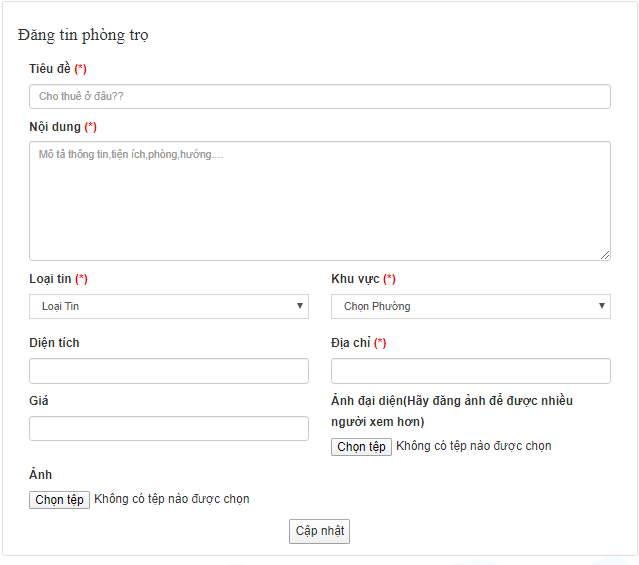 Đăng tin phòng trọ
Tiêu đề (*)
Cho thuê ở đâu??
Nội dung (*)
Mô tả thông tin,tiện ích,phòng,hướng....
Loại tin (*)
Khu vực (*)
Loại Tin
Chọn Phường
Diện tích
Địa chỉ (*)
Giá
Ảnh đại diện(Hãy đăng ảnh để được nhiều
người xem hơn)
Chọn tệp Không có tệp nào được chọn
Ảnh
Chọn tệp Không có tệp nào được chọn
Cập nhật